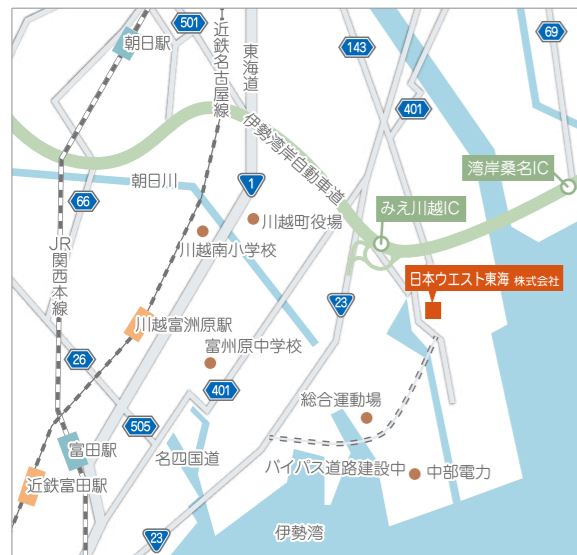 501
朝日駅
近鉄名古屋線
東海道
143
69
401
伊勢湾岸自動車道
湾岸桑名IC
朝日川
1
66
みえ川越IC
川越町役場
川越南小学校
JR関西本線
日本ウエスト東海 株式会社
23
川越富洲原駅
富州原中学校
26
401
総合運動場
505
富田駅
名四国道
バイパス道路建設中
中部電力
近鉄富田駅
23
伊勢湾